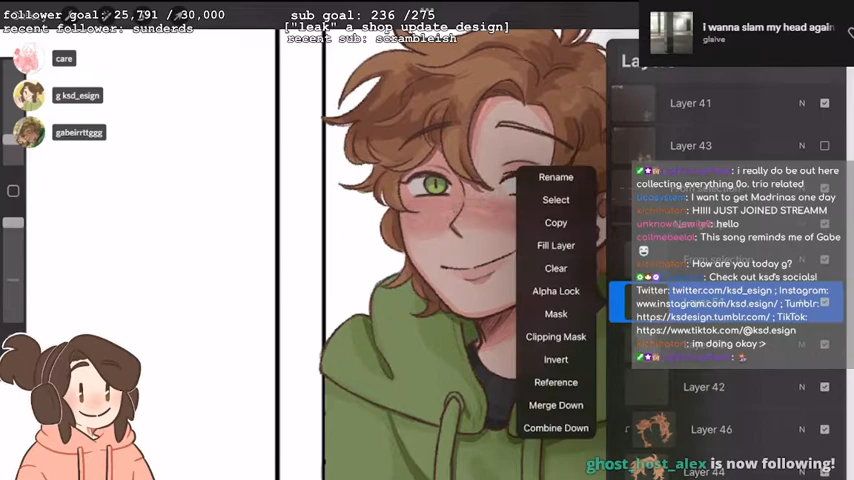 follower goal: 25,791 / 30,000
recent follower: sunderds
sub goal: 236 /275
["leak" a shop update design]
recent sub: scrambleish
i wanna slam my head again
glaive
care
g ksd_esign
gabeirrttggg
Layer 41 N
Layer 43 N
Rename
Select
Copy
Fill Layer
Clear
Alpha Lock
Mask
Clipping Mask
Invert
Reference
Merge Down
Combine Down
: i really do be out here
collecting everything 0o. trio related
: I want to get Madrinas one day
: HIIII JUST JOINED STREAMM
: hello
: This song reminds me of Gabe
: How are you today g?
: Check out ksd's socials!
Twitter: twitter.com/ksd_esign ; Instagram:
www.instagram.com/ksd.esign/ ; Tumblr:
https://ksdesign.tumblr.com/ ; TikTok:
https://www.tiktok.com/@ksd.esign
: im doing okay :>
Layer 42 N
Layer 46 N
Layer 44 N
ghost_host_alex is now following!